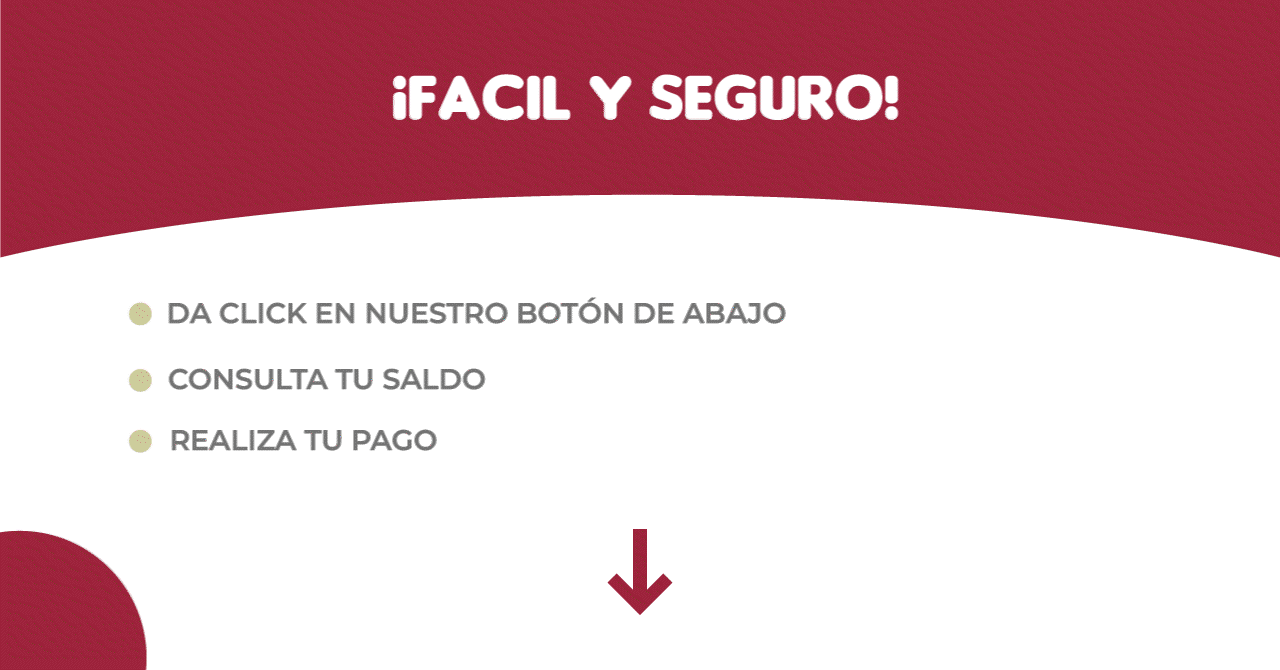 ¡FACIL Y SEGURO!
DA CLICK EN NUESTRO BOTÓN DE ABAJO
CONSULTA TU SALDO
REALIZA TU PAGO